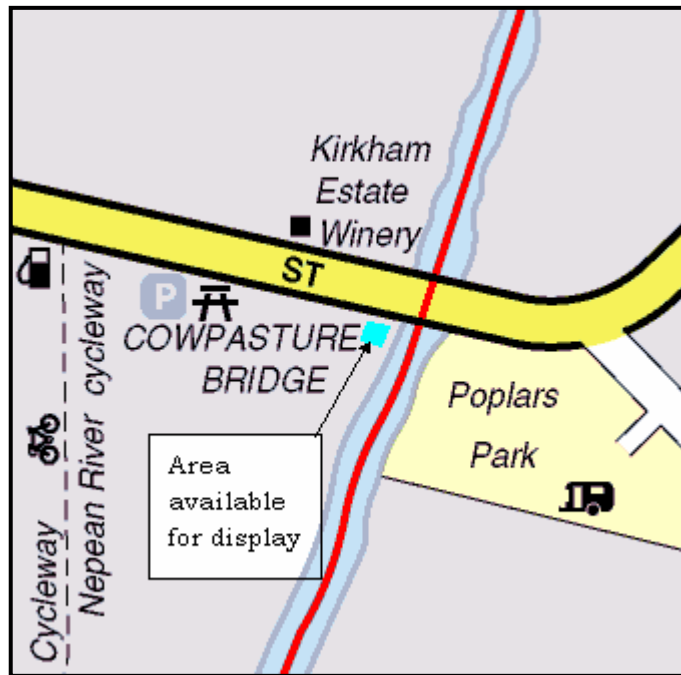 Kirkham
Estate
Winery
ST
P
COWPASTURE
BRIDGE
Poplars
Park
Area
available
for display
Cycleway
Nepean River cycleway